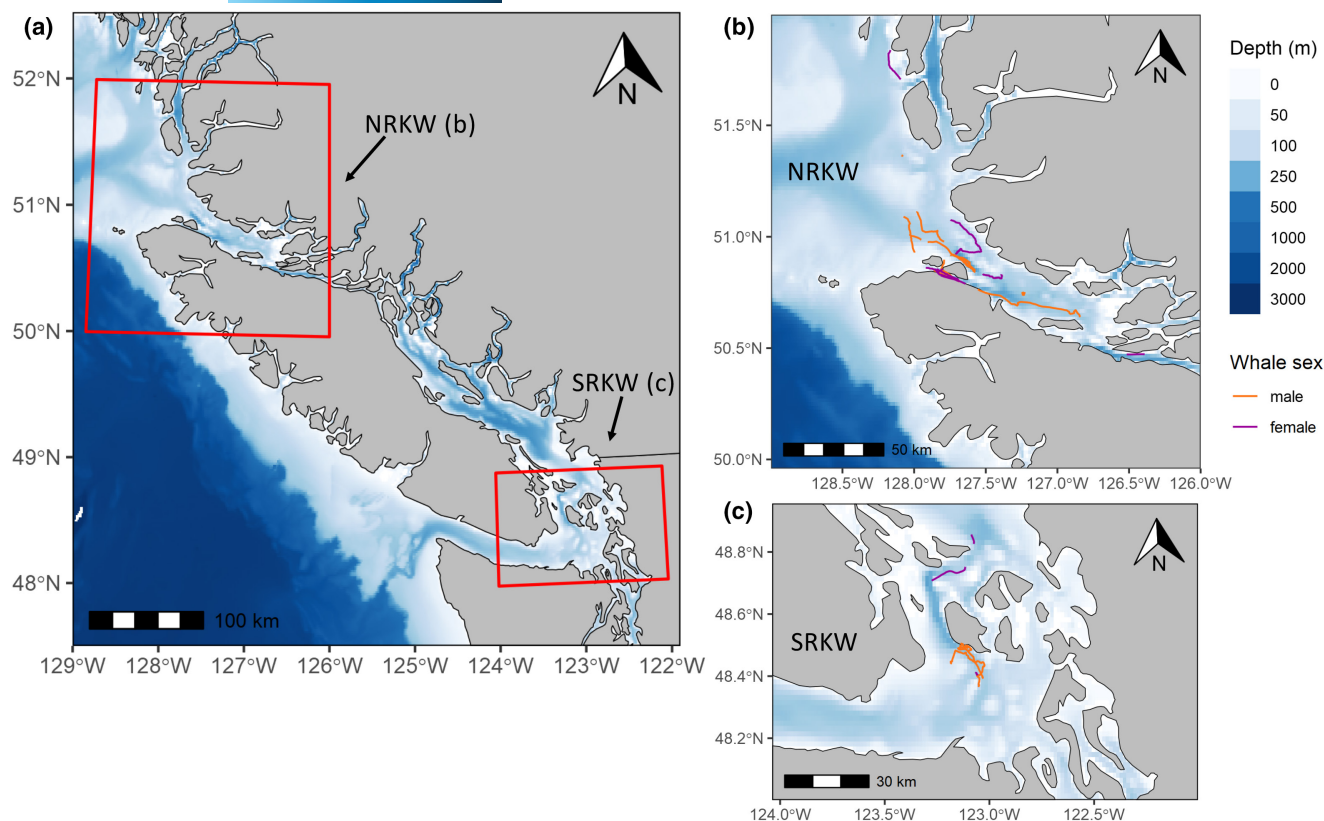 (a)
N
NRKW (b)
SRKW (c)
52°N
51°N
50°N
49°N
48°N
100 km
129°W 128°W 127°W 126°W 125°W 124°W 123°W 122°W
(b)
N
NRKW
51.5°N
51.0°N
50.5°N
50.0°N
50 km
128.5°W 128.0°W 127.5°W 127.0°W 126.5°W 126.0°W
Depth (m)
0
50
100
250
500
1000
2000
3000
Whale sex
male
female
(c)
N
SRKW
48.8°N
48.6°N
48.4°N
48.2°N
30 km
124.0°W 123.5°W 123.0°W 122.5°W